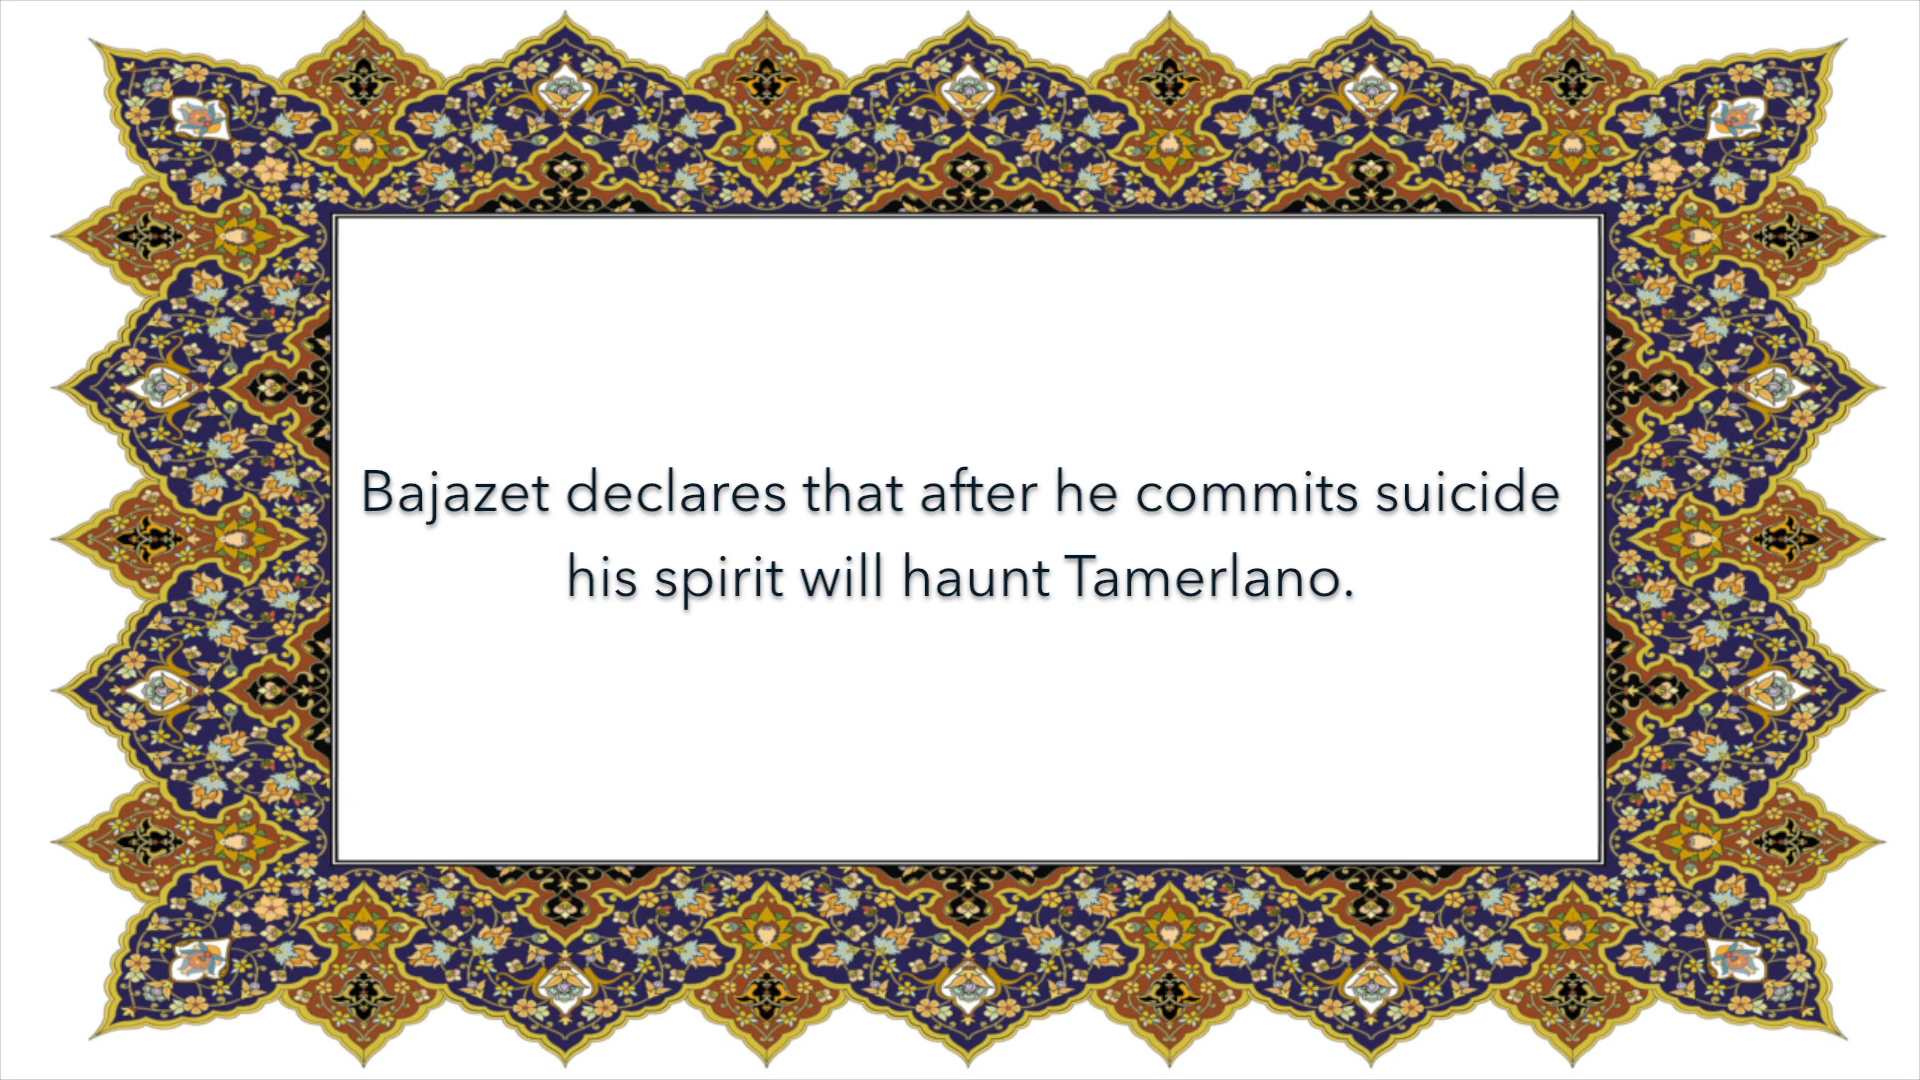 Bajazet declares that after he commits suicide
his spirit will haunt Tamerlano.